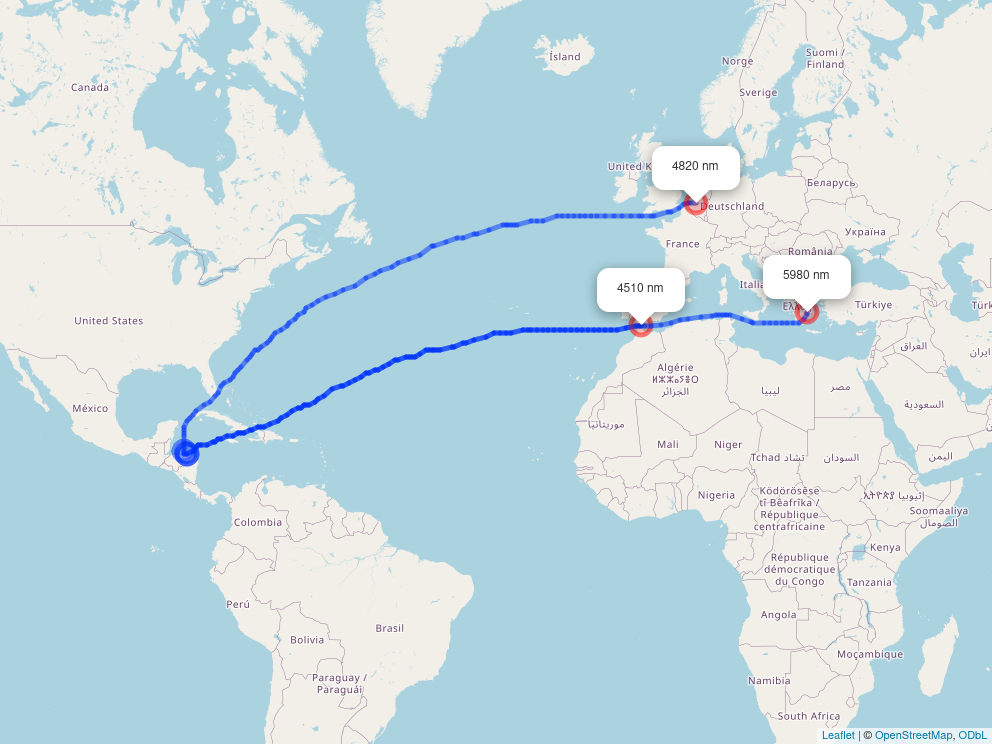 Ísland
Suomi /
Finland
Norge
Canada
Sverige
4820 nm
United K
Беларусь
Deutschland
Україна
France
România
5980 nm
Italia
4510 nm
Ελλ
Türkiye
United States
العراق
ایران
Algérie
ⵍⵣⵣⴰⵢⴻⵔ
الجزائر
ليبيا
مصر
México
السعودية
موريتانيا
Mali
Niger
Tchad تشاد
السودان
اليمن
Nigeria
Ködörösêse
tî Bêafrîka /
République
centrafricaine
Soomaaliya
الصومال
Colombia
Kenya
République
démocratique
du Congo
Tanzania
Perú
Angola
Brasil
Bolivia
Moçambique
Paraguay /
Paraguái
Namibia
South Africa
Leaflet | © OpenStreetMap, ODbL